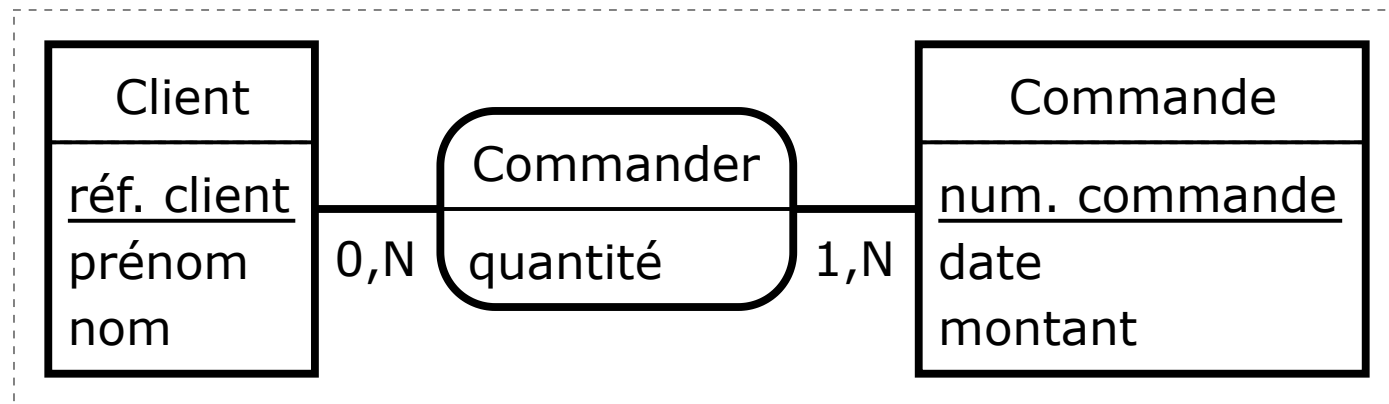 Client
réf. client
prénom
nom
0,N
Commander
quantité
1,N
Commande
num. commande
date
montant